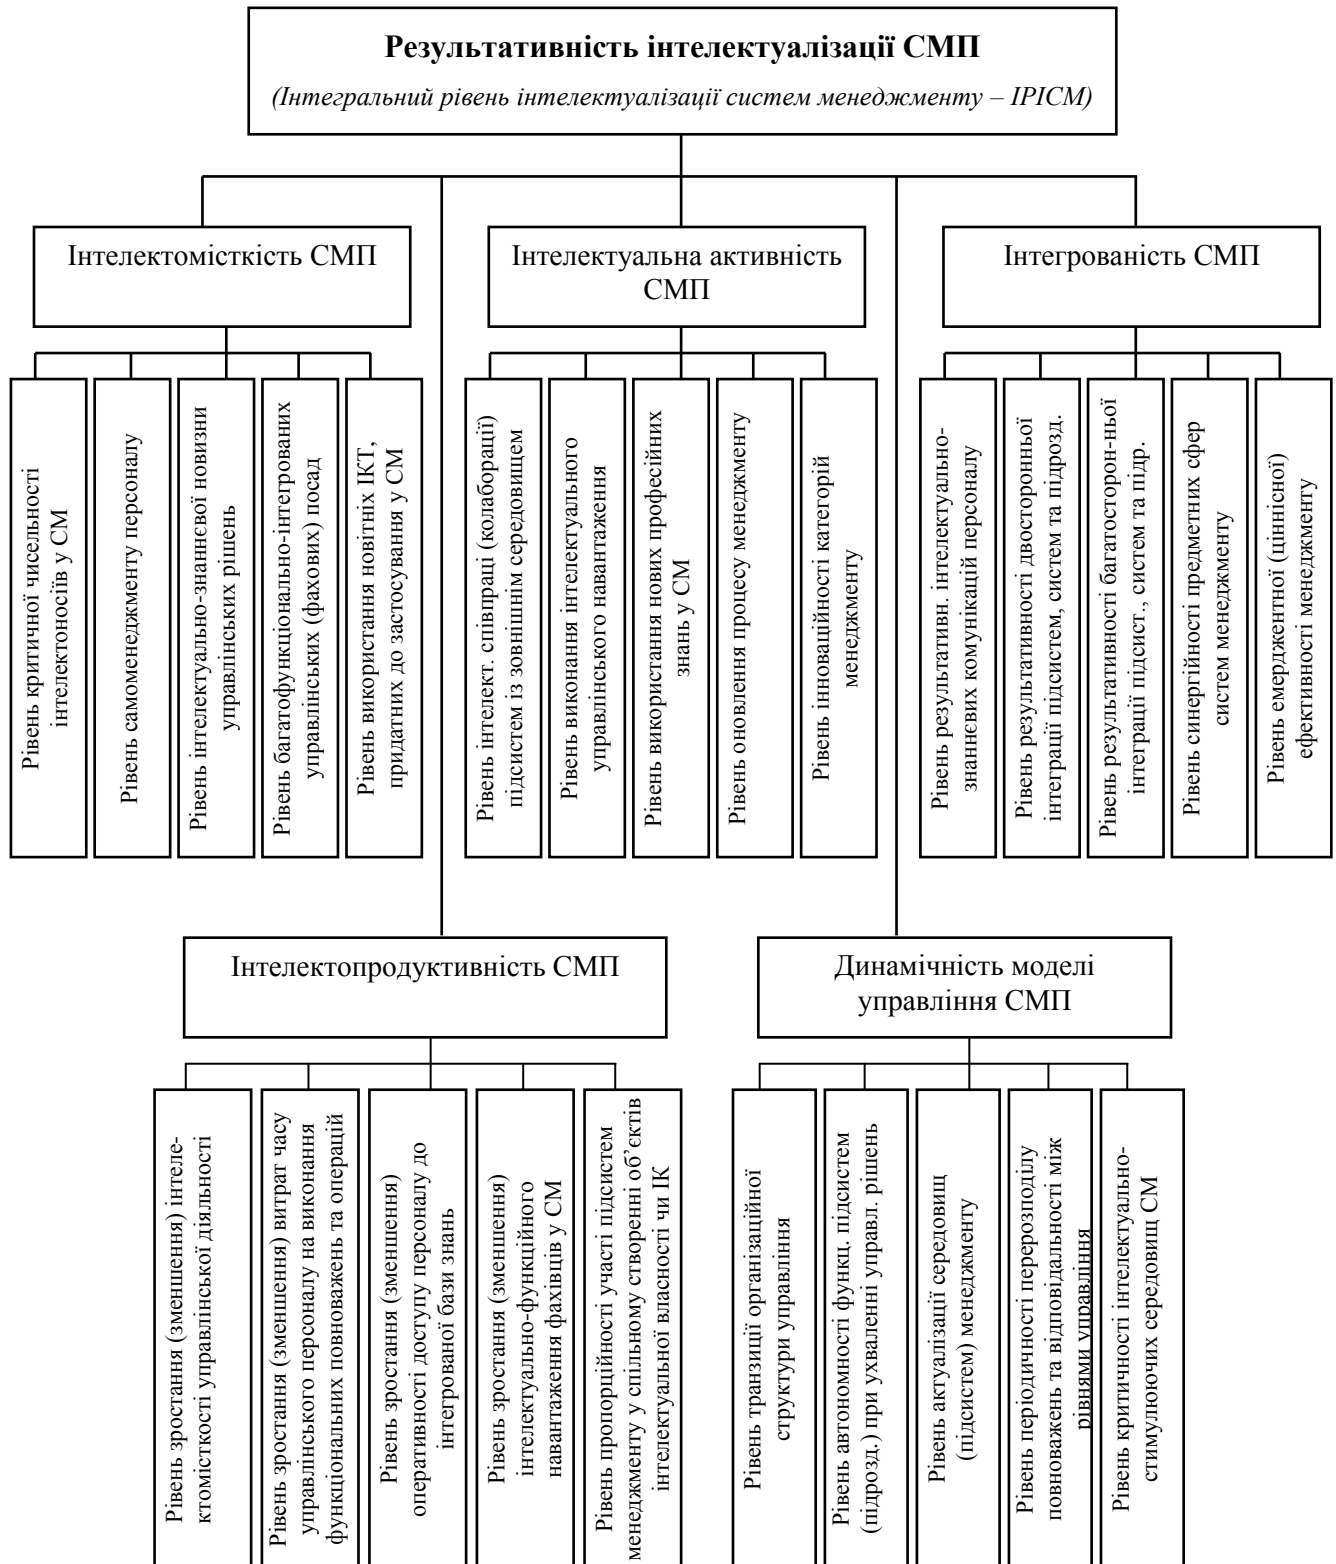 Результативність інтелектуалізації СМП
(Інтегральний рівень інтелектуалізації систем менеджменту – ІРІСМ)
Інтелектомісткість СМП
Інтелектуальна активність
СМП
Інтегрованість СМП
Рівень критичної чисельності
інтелектоносіїв у СМ
Рівень самоменеджменту персоналу
Рівень інтелектуально-знаннєвої новизни
управлінських рішень
Рівень багатофункціонально-інтегрованих
управлінських (фахових) посад
Рівень використання новітніх ІКТ,
придатних до застосування у СМ
Рівень інтелект. співпраці (колаборації)
підсистем із зовнішнім середовищем
Рівень виконання інтелектуального
управлінського навантаження
Рівень використання нових професійних
знань у СМ
Рівень оновлення процесу менеджменту
Рівень інноваційності категорій
менеджменту
Рівень результативн. інтелектуально-
знаннєвих комунікацій персоналу
Рівень результативності двосторонньої
інтеграції підсистем, систем та підрозд.
Рівень результативності багатосторон-ньої
інтеграції підсист., систем та підр.
Рівень синергійності предметних сфер
систем менеджменту
Рівень емерджентної (ціннісної)
ефективності менеджменту
Інтелектопродуктивність СМП
Динамічність моделі
управління СМП
Рівень зростання (зменшення) інтеле-
ктомісткості управлінської діяльності
Рівень зростання (зменшення) витрат часу
управлінського персоналу на виконання
функціональних повноважень та операцій
Рівень зростання (зменшення)
оперативності доступу персоналу до
інтегрованої бази знань
Рівень зростання (зменшення)
інтелектуально-функційного
навантаження фахівців у СМ
Рівень пропорційності участі підсистем
менеджменту у спільному створенні об’єктів
інтелектуальної власності чи ІК
Рівень транзиції організаційної
структури управління
Рівень автономності функц. підсистем
(підрозд.) при ухваленні управл. рішень
Рівень актуалізації середовищ
(підсистем) менеджменту
Рівень періодичності перерозподілу
повноважень та відповідальності між
рівнями управління
Рівень критичності інтелектуально-
стимулюючих середовищ СМ